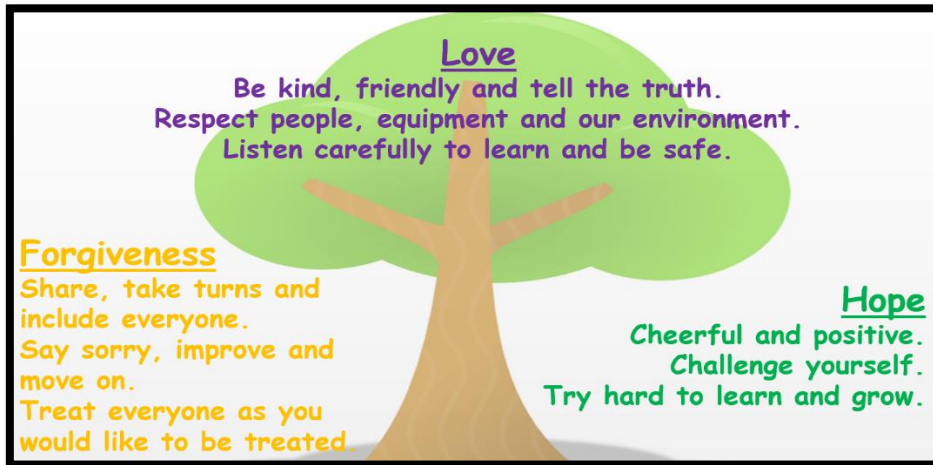 Love
Be kind, friendly and tell the truth.
Respect people, equipment and our environment.
Listen carefully to learn and be safe.
Forgiveness
Share, take turns and
include everyone.
Say sorry, improve and
move on.
Treat everyone as you
would like to be treated.
Hope
Cheerful and positive.
Challenge yourself.
Try hard to learn and grow.